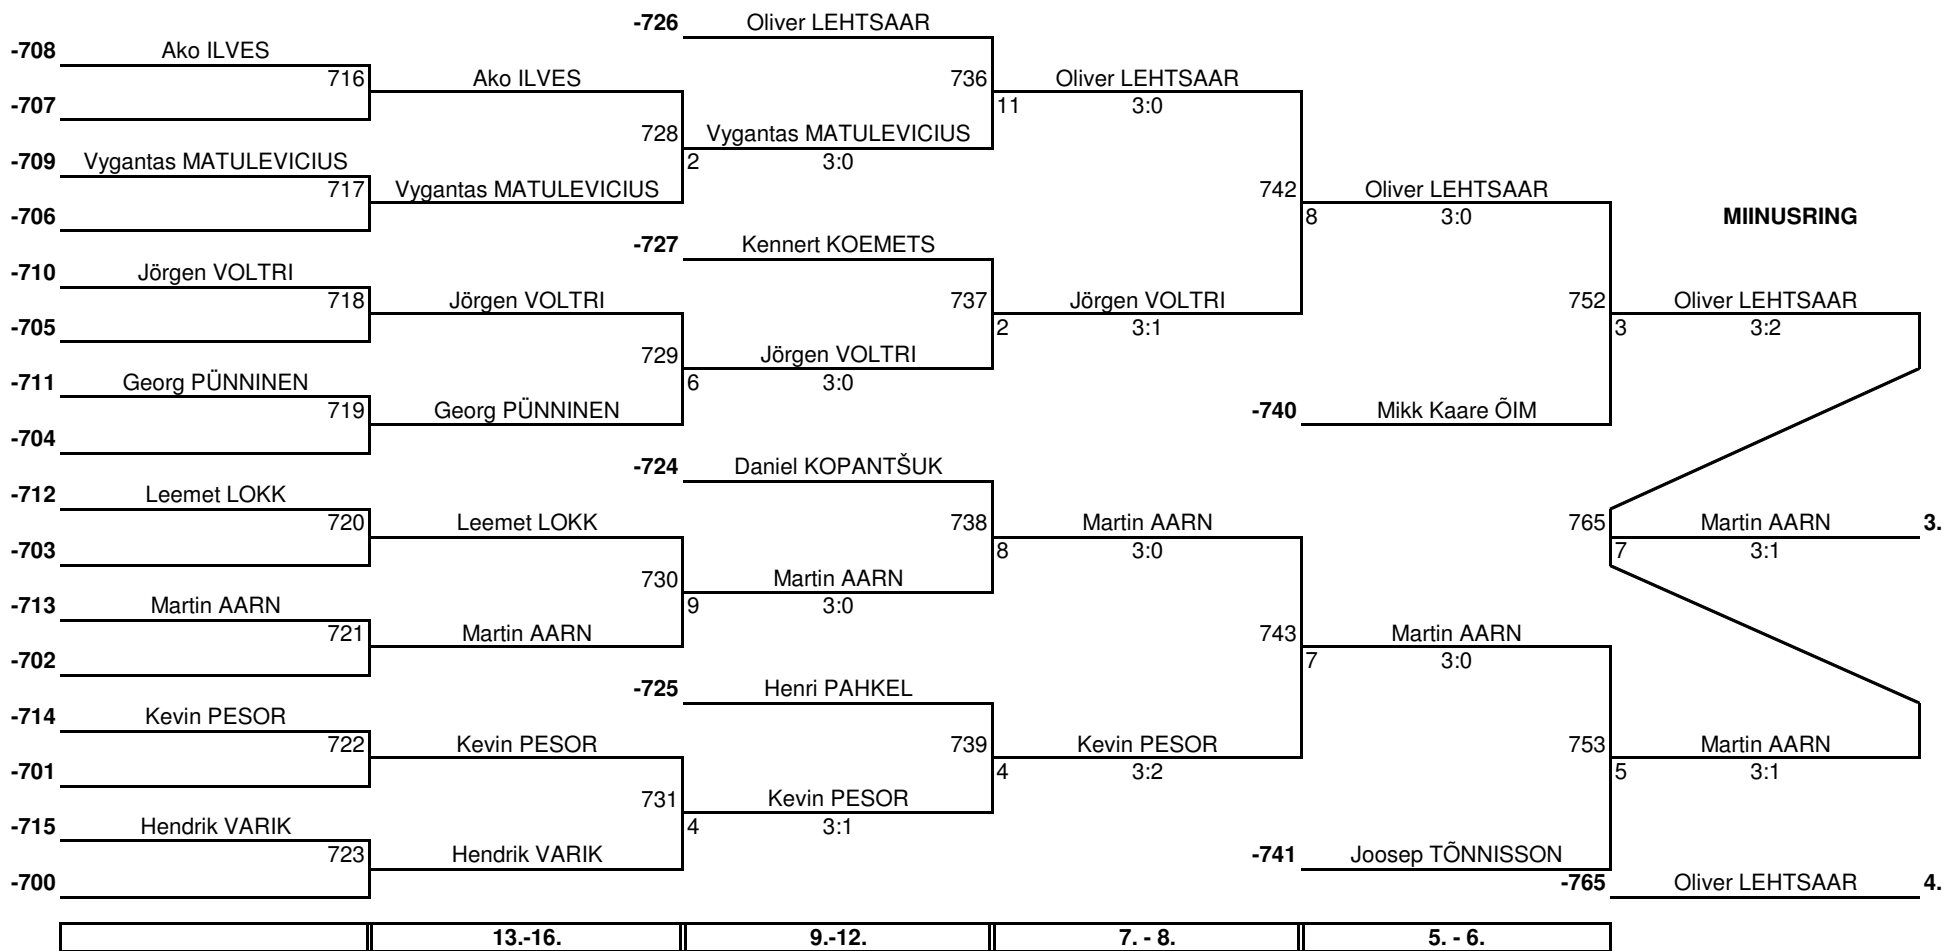 -726 Oliver LEHTSAAR
-708 Ako ILVES
716 Ako ILVES 736 Oliver LEHTSAAR
-707 11 3:0
728 Vygantas MATULEVICIUS
-709 Vygantas MATULEVICIUS 2 3:0
717 Vygantas MATULEVICIUS 742 Oliver LEHTSAAR
-706 8 3:0 MIINUSRING
-727 Kennert KOEMETS
-710 Jörgen VOLTRI
718 Jörgen VOLTRI 737 Jörgen VOLTRI 752 Oliver LEHTSAAR
-705 2 3:1 3 3:2
729 Jörgen VOLTRI
-711 Georg PÜNNINEN 6 3:0
719 Georg PÜNNINEN -740 Mikk Kaare ÕIM
-704
-724 Daniel KOPANTŠUK
-712 Leemet LOKK
720 Leemet LOKK 738 Martin AARN 765 Martin AARN 3.
-703 8 3:0 7 3:1
730 Martin AARN
-713 Martin AARN 9 3:0
721 Martin AARN 743 Martin AARN
-702 7 3:0
-725 Henri PAHKEL
-714 Kevin PESOR
722 Kevin PESOR 739 Kevin PESOR 753 Martin AARN
-701 4 3:2 5 3:1
731 Kevin PESOR
-715 Hendrik VARIK 4 3:1
723 Hendrik VARIK -741 Joosep TÕNNISSON
-700 -765 Oliver LEHTSAAR 4.
13.-16. 9.-12. 7. - 8. 5. - 6.